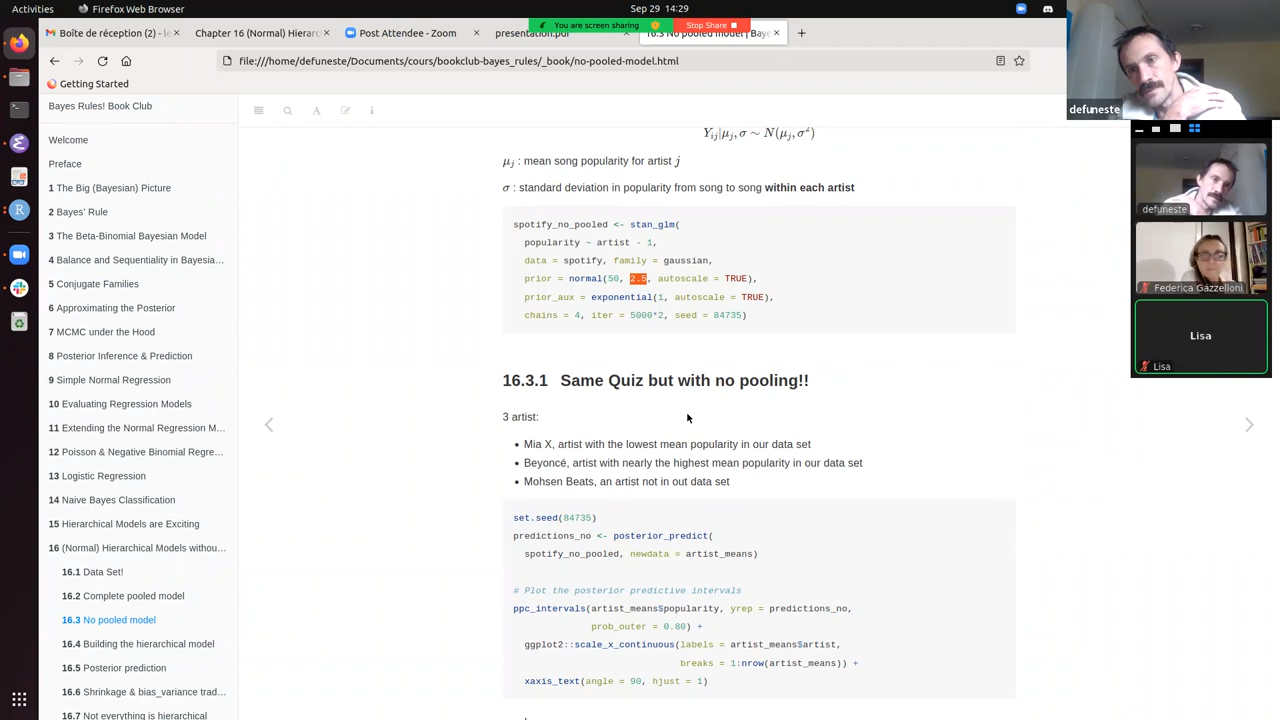 Activities
Firefox Web Browser
Sep 29 14:29
You are screen sharing
Stop Share
Boîte de réception (2) - le
Chapter 16 (Normal) Hierarc
Post Attendee - Zoom
presentation.pdf
16.3 No pooled model | Baye
file:///home/defuneste/Documents/cours/bookclub-bayes_rules/_book/no-pooled-model.html
Getting Started
Bayes Rules! Book Club
Welcome
Preface
1 The Big (Bayesian) Picture
2 Bayes' Rule
3 The Beta-Binomial Bayesian Model
4 Balance and Sequentiality in Bayesia…
5 Conjugate Families
6 Approximating the Posterior
7 MCMC under the Hood
8 Posterior Inference & Prediction
9 Simple Normal Regression
10 Evaluating Regression Models
11 Extending the Normal Regression M…
12 Poisson & Negative Binomial Regre…
13 Logistic Regression
14 Naive Bayes Classification
15 Hierarchical Models are Exciting
16 (Normal) Hierarchical Models withou…
16.1 Data Set!
16.2 Complete pooled model
16.3 No pooled model
16.4 Building the hierarchical model
16.5 Posterior prediction
16.6 Shrinkage & bias_variance trad…
16.7 Not everything is hierarchical
Yij|μj, σ ∼ N(μj, σ²)
μj : mean song popularity for artist j
σ : standard deviation in popularity from song to song within each artist
spotify_no_pooled <- stan_glm(
popularity ~ artist - 1,
data = spotify, family = gaussian,
prior = normal(50, 2.5, autoscale = TRUE),
prior_aux = exponential(1, autoscale = TRUE),
chains = 4, iter = 5000*2, seed = 84735)
16.3.1 Same Quiz but with no pooling!!
3 artist:
• Mia X, artist with the lowest mean popularity in our data set
• Beyoncé, artist with nearly the highest mean popularity in our data set
• Mohsen Beats, an artist not in out data set
set.seed(84735)
predictions_no <- posterior_predict(
spotify_no_pooled, newdata = artist_means)
# Plot the posterior predictive intervals
ppc_intervals(artist_means$popularity, yrep = predictions_no,
prob_outer = 0.80) +
ggplot2::scale_x_continuous(labels = artist_means$artist,
breaks = 1:nrow(artist_means)) +
xaxis_text(angle = 90, hjust = 1)
defuneste
defuneste
Federica Gazzelloni
Lisa
Lisa